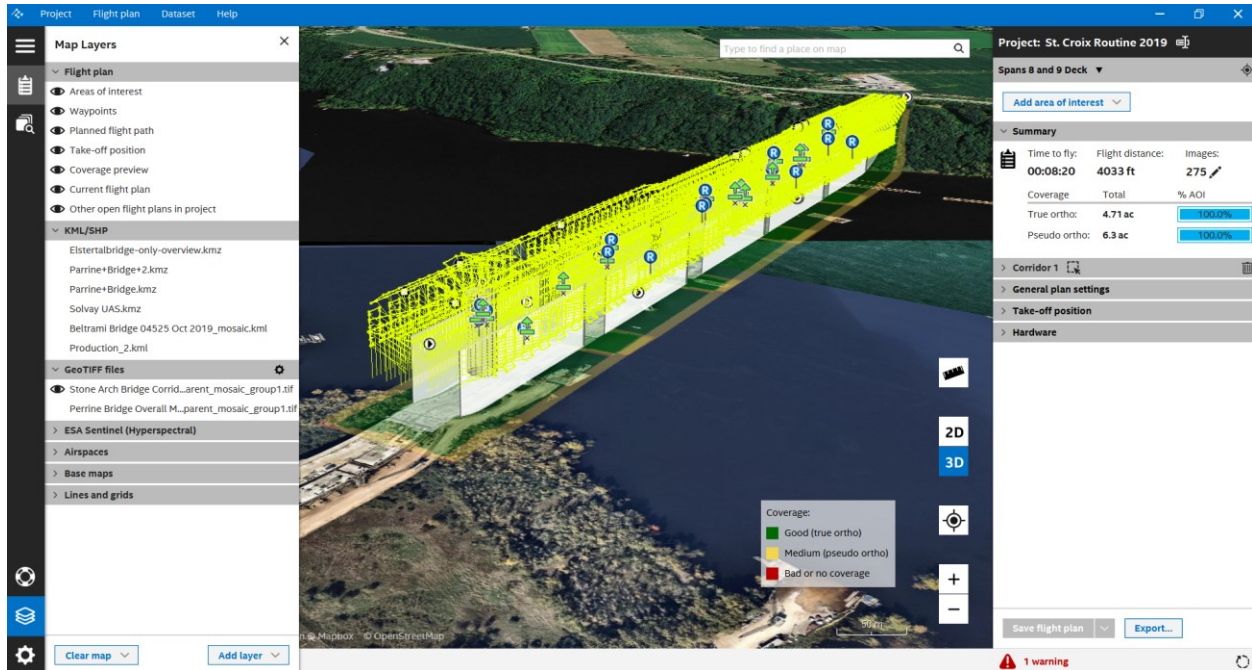 Project Flight plan Dataset Help
Map Layers
Flight plan
Areas of interest
Waypoints
Planned flight path
Take-off position
Coverage preview
Current flight plan
Other open flight plans in project
KML/SHP
Elstertalbridge-only-overview.kmz
Parrine+Bridge+2.kmz
Parrine+Bridge.kmz
Solvay UAS.kmz
Beltrami Bridge 04525 Oct 2019_mosaic.kml
Production_2.kml
GeoTIFF files
Stone Arch Bridge Corrid...arent_mosaic_group1.tif
Perrine Bridge Overall M...parent_mosaic_group1.tif
ESA Sentinel (Hyperspectral)
Airspaces
Base maps
Lines and grids
Clear map Add layer
Type to find a place on map
R
R
R
R
R
R
R
R
R
R
R
R
2D
3D
Coverage:
Good (true ortho)
Medium (pseudo ortho)
Bad or no coverage
+
−
50 m
© Mapbox © OpenStreetMap
Project: St. Croix Routine 2019
Spans 8 and 9 Deck
Add area of interest
Summary
Time to fly: Flight distance: Images:
00:08:20 4033 ft 275
Coverage Total % AOI
True ortho: 4.71 ac 100.0%
Pseudo ortho: 6.3 ac 100.0%
Corridor 1
General plan settings
Take-off position
Hardware
Save flight plan Export...
1 warning